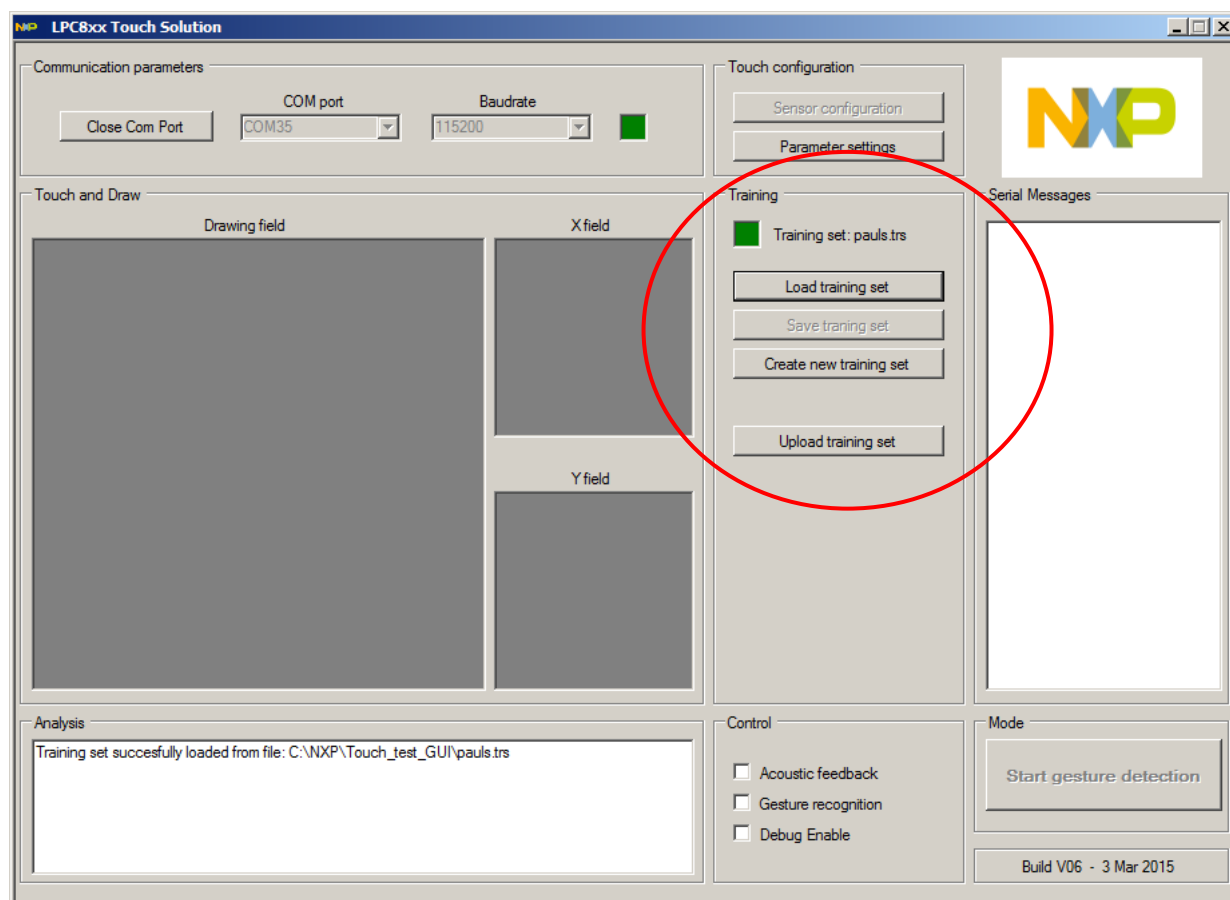 NXP LPC8xx Touch Solution
Communication parameters
COM port
Baudrate
Close Com Port
COM35
115200
Touch configuration
Sensor configuration
Parameter settings
NXP
Touch and Draw
Drawing field
X field
Y field
Training
Training set: pauls.trs
Load training set
Save traning set
Create new training set
Upload training set
Serial Messages
Analysis
Training set succesfully loaded from file: C:\NXP\Touch_test_GUI\pauls.trs
Control
Acoustic feedback
Gesture recognition
Debug Enable
Mode
Start gesture detection
Build V06 - 3 Mar 2015